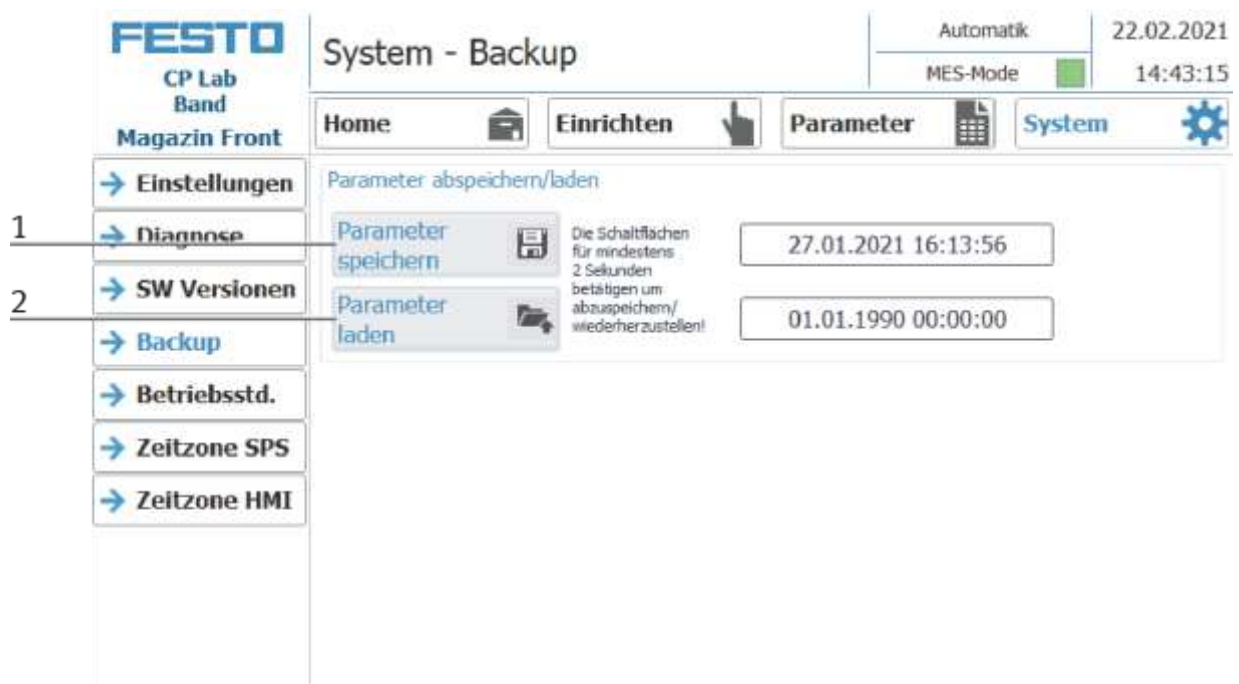 FESTO
CP Lab
Band
Magazin Front
System - Backup
Automatik
MES-Mode
22.02.2021
14:43:15
Home
Einrichten
Parameter
System
Einstellungen
Diagnose
SW Versionen
Backup
Betriebsstd.
Zeitzone SPS
Zeitzone HMI
Parameter abspeichern/laden
1
Parameter
speichern
2
Parameter
laden
Die Schaltflächen
für mindestens
2 Sekunden
betätigen um
abzuspeichern/
wiederherzustellen!
27.01.2021 16:13:56
01.01.1990 00:00:00